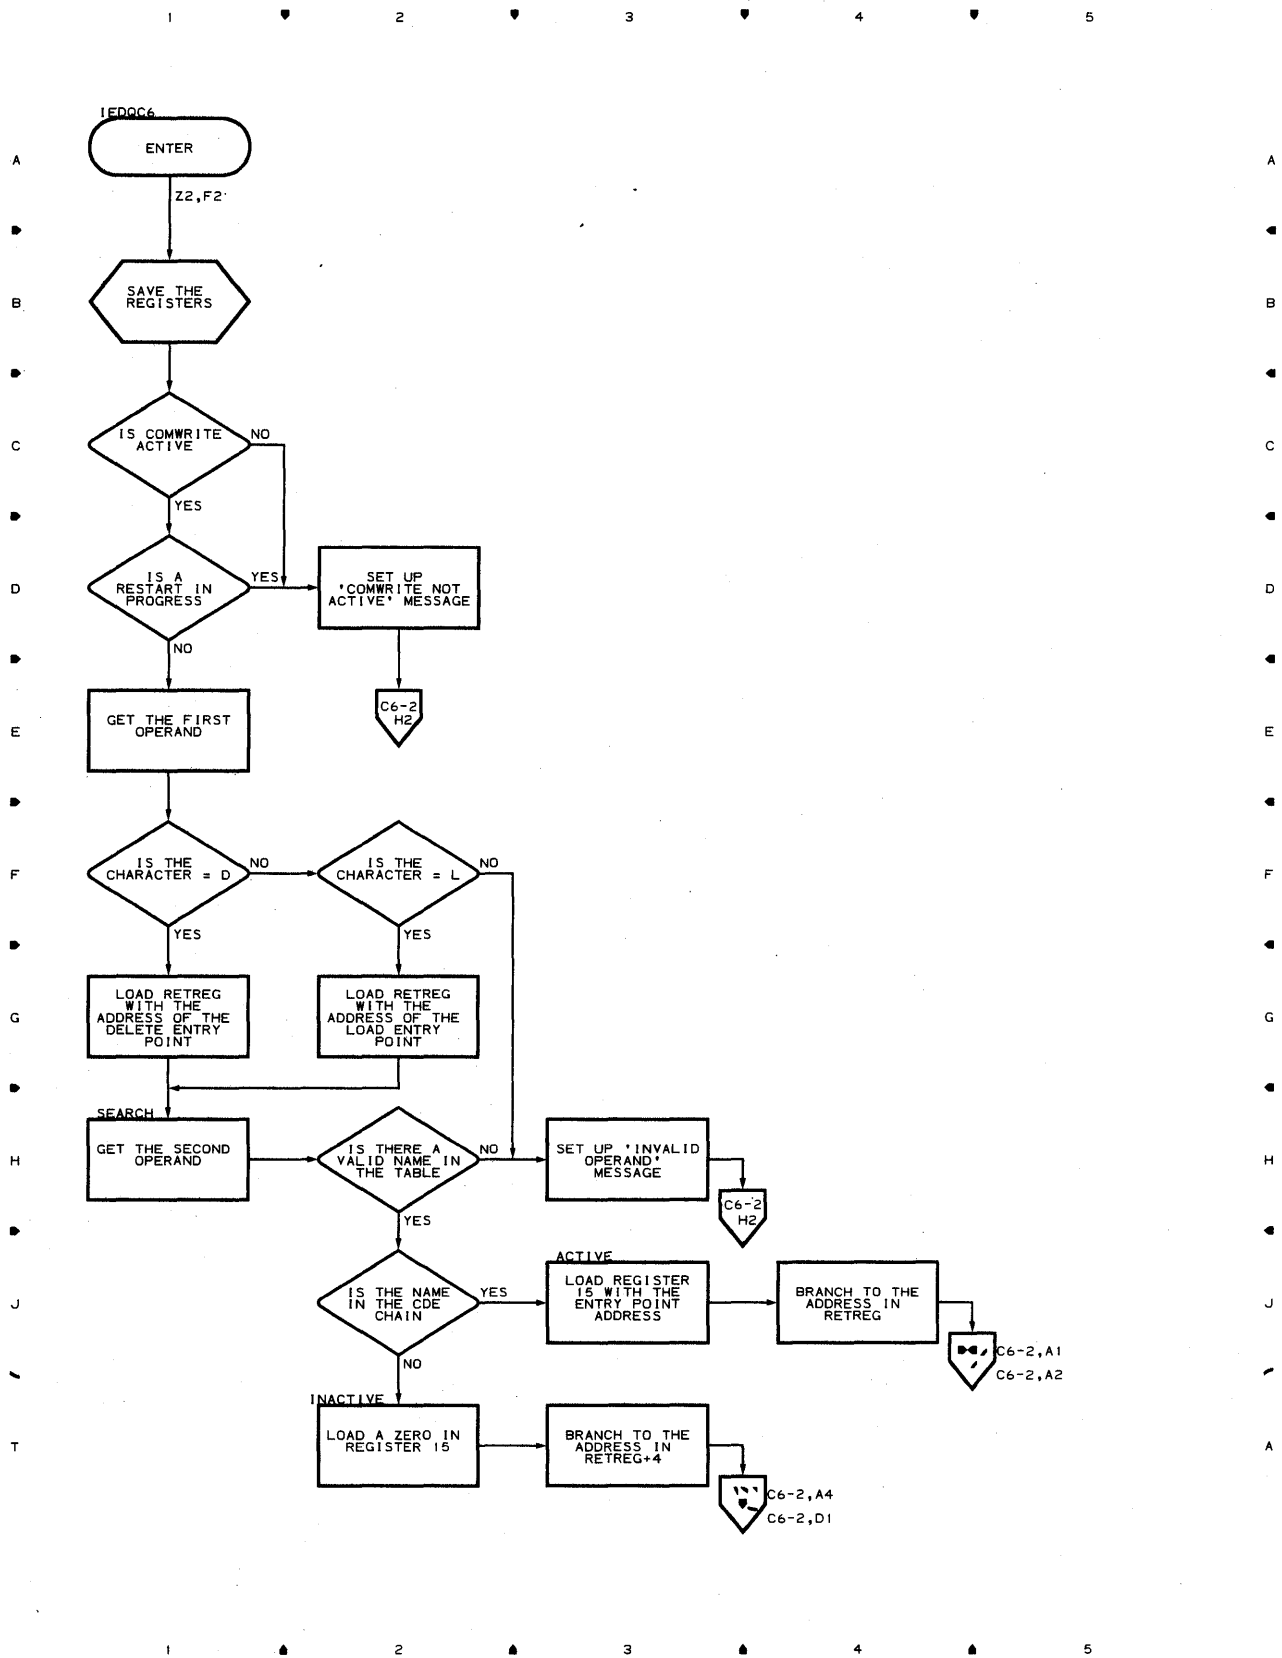 1 2 3 4 5
IEDQC6
ENTER
A A
Z2,F2
SAVE THE
REGISTERS
B B
IS COMWRITE
ACTIVE
NO
C C
YES
IS A
RESTART IN
PROGRESS
YES
SET UP
'COMWRITE NOT
ACTIVE' MESSAGE
D D
NO
GET THE FIRST
OPERAND
C6-2
H2
E E
IS THE
CHARACTER = D
NO
IS THE
CHARACTER = L
NO
F F
YES
YES
LOAD RETREG
WITH THE
ADDRESS OF THE
DELETE ENTRY
POINT
LOAD RETREG
WITH THE
ADDRESS OF THE
LOAD ENTRY
POINT
G G
SEARCH
GET THE SECOND
OPERAND
IS THERE A
VALID NAME IN
THE TABLE
NO
SET UP 'INVALID
OPERAND'
MESSAGE
H H
C6-2
H2
YES
ACTIVE
IS THE NAME
IN THE CDE
CHAIN
YES
LOAD REGISTER
15 WITH THE
ENTRY POINT
ADDRESS
BRANCH TO THE
ADDRESS IN
RETREG
J J
C6-2,A1
C6-2,A2
NO
INACTIVE
LOAD A ZERO IN
REGISTER 15
BRANCH TO THE
ADDRESS IN
RETREG+4
T A
C6-2,A4
C6-2,D1
1 2 3 4 5